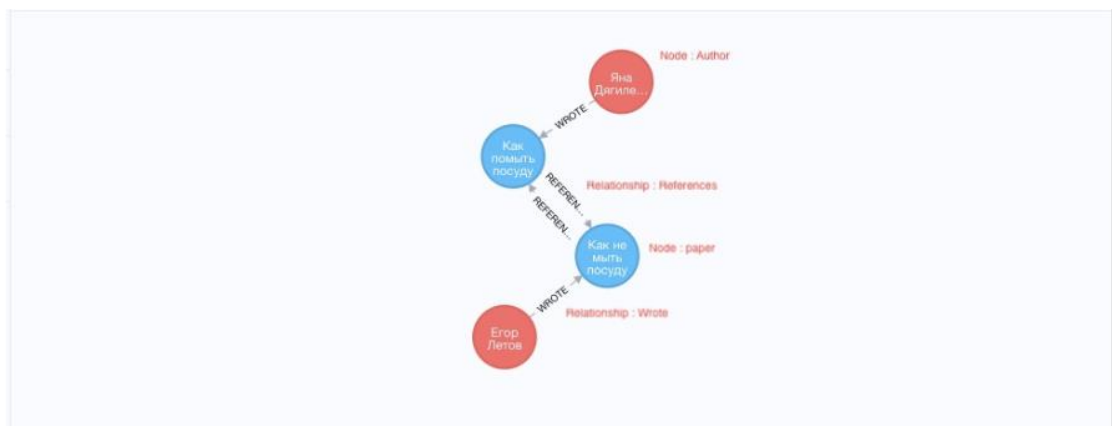 Node : Author
Яна
Дягиле...
WROTE
Как
помыть
посуду
REFEREN...
Relationship : References
REFEREN...
Как не
мыть
посуду
Node : paper
WROTE
Relationship : Wrote
Егор
Летов